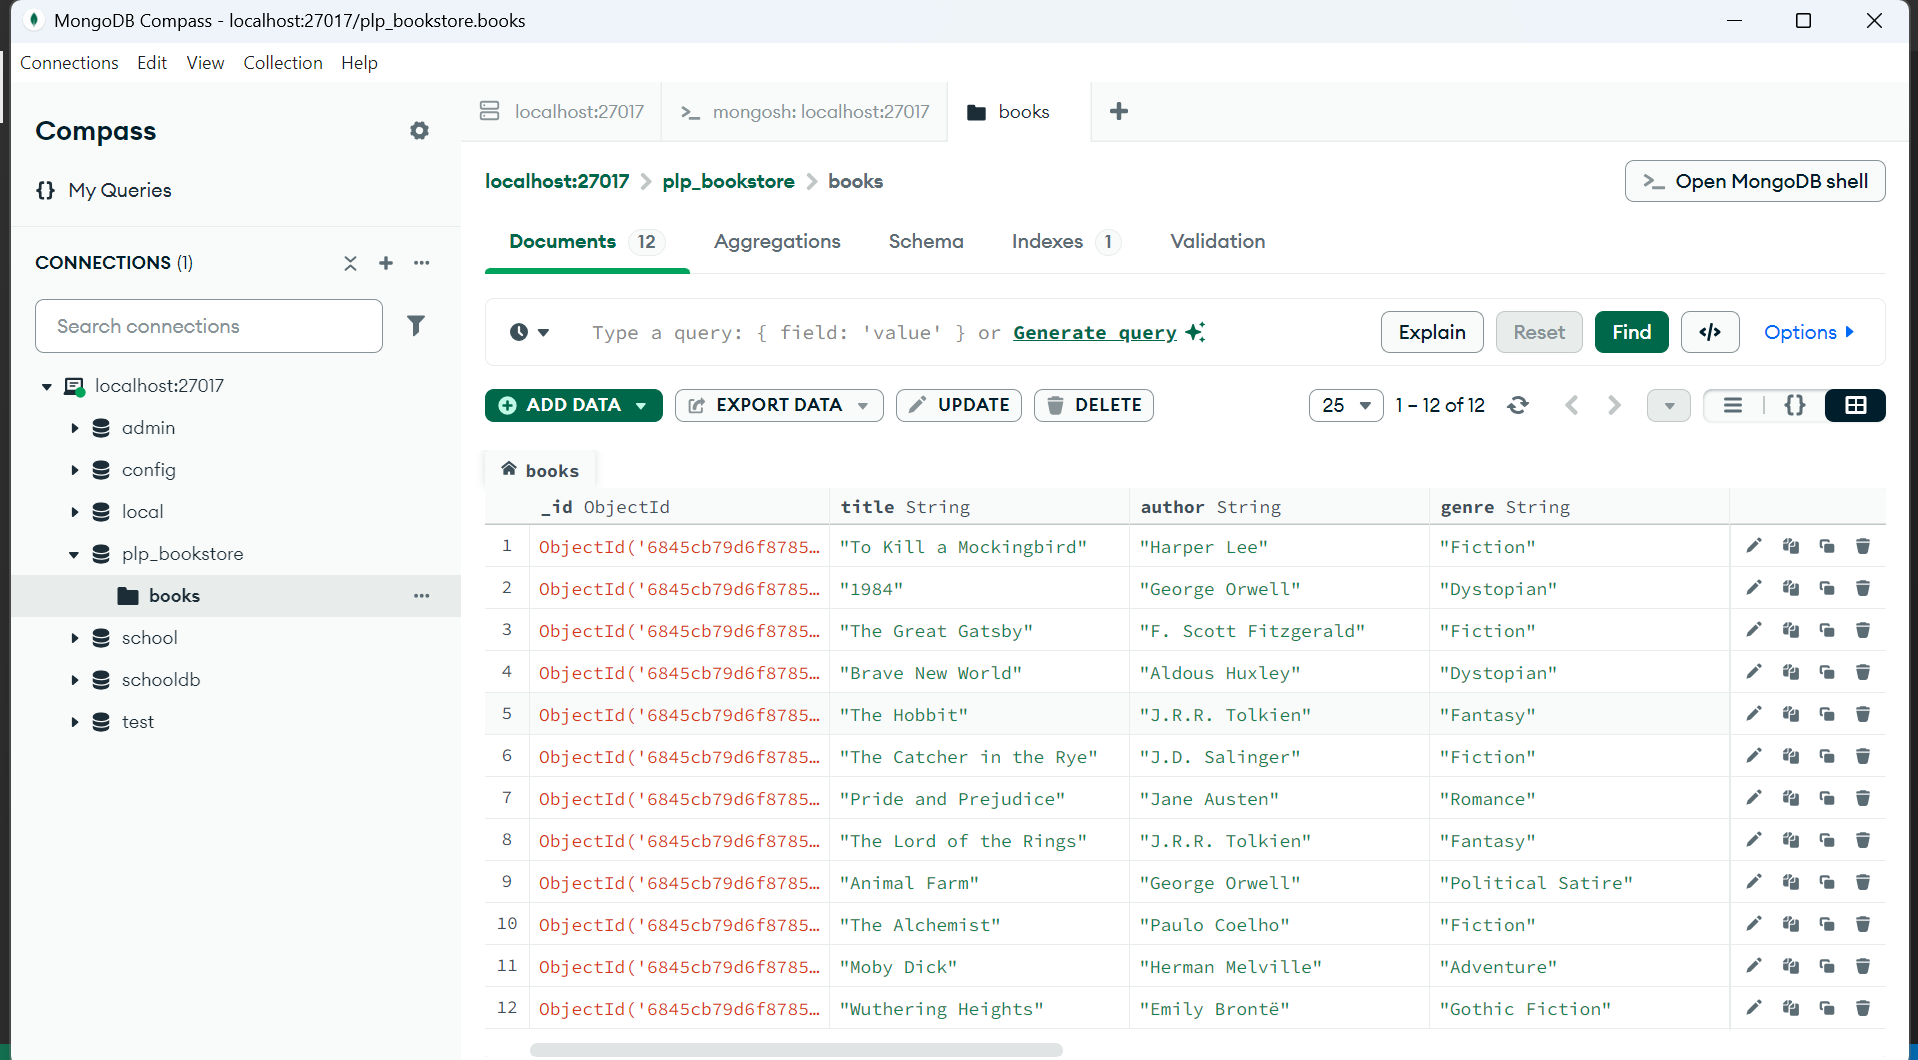 MongoDB Compass - localhost:27017/plp_bookstore.books
Connections Edit View Collection Help
Compass
{} My Queries
CONNECTIONS (1)
Search connections
localhost:27017
admin
config
local
plp_bookstore
books
school
schooldb
test
localhost:27017
>_ mongosh: localhost:27017
books
localhost:27017 > plp_bookstore > books
>_ Open MongoDB shell
Documents 12 Aggregations Schema Indexes 1 Validation
Type a query: { field: 'value' } or Generate query
Explain Reset Find </> Options
ADD DATA EXPORT DATA UPDATE DELETE
25 1 – 12 of 12 {}
books
_id ObjectId title String author String genre String
1 ObjectId('6845cb79d6f8785… "To Kill a Mockingbird" "Harper Lee" "Fiction"
2 ObjectId('6845cb79d6f8785… "1984" "George Orwell" "Dystopian"
3 ObjectId('6845cb79d6f8785… "The Great Gatsby" "F. Scott Fitzgerald" "Fiction"
4 ObjectId('6845cb79d6f8785… "Brave New World" "Aldous Huxley" "Dystopian"
5 ObjectId('6845cb79d6f8785… "The Hobbit" "J.R.R. Tolkien" "Fantasy"
6 ObjectId('6845cb79d6f8785… "The Catcher in the Rye" "J.D. Salinger" "Fiction"
7 ObjectId('6845cb79d6f8785… "Pride and Prejudice" "Jane Austen" "Romance"
8 ObjectId('6845cb79d6f8785… "The Lord of the Rings" "J.R.R. Tolkien" "Fantasy"
9 ObjectId('6845cb79d6f8785… "Animal Farm" "George Orwell" "Political Satire"
10 ObjectId('6845cb79d6f8785… "The Alchemist" "Paulo Coelho" "Fiction"
11 ObjectId('6845cb79d6f8785… "Moby Dick" "Herman Melville" "Adventure"
12 ObjectId('6845cb79d6f8785… "Wuthering Heights" "Emily Brontë" "Gothic Fiction"